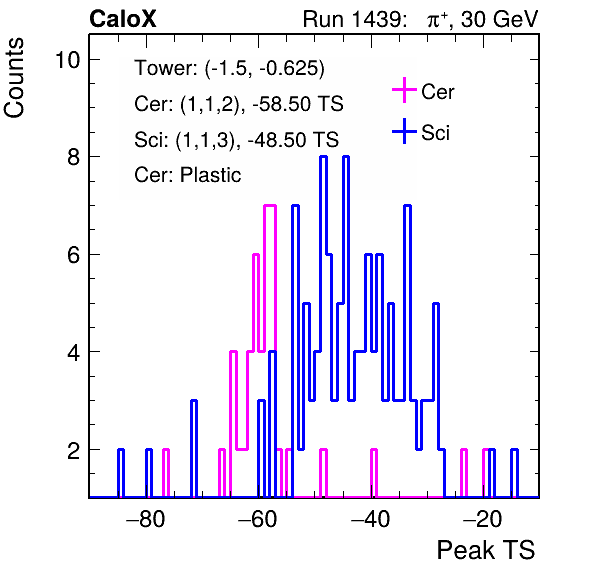 CaloX Run 1439: π⁺, 30 GeV
Counts
Tower: (-1.5, -0.625)
Cer: (1,1,2), -58.50 TS
Sci: (1,1,3), -48.50 TS
Cer: Plastic
Cer
Sci
10
8
6
4
2
−80 −60 −40 −20
Peak TS